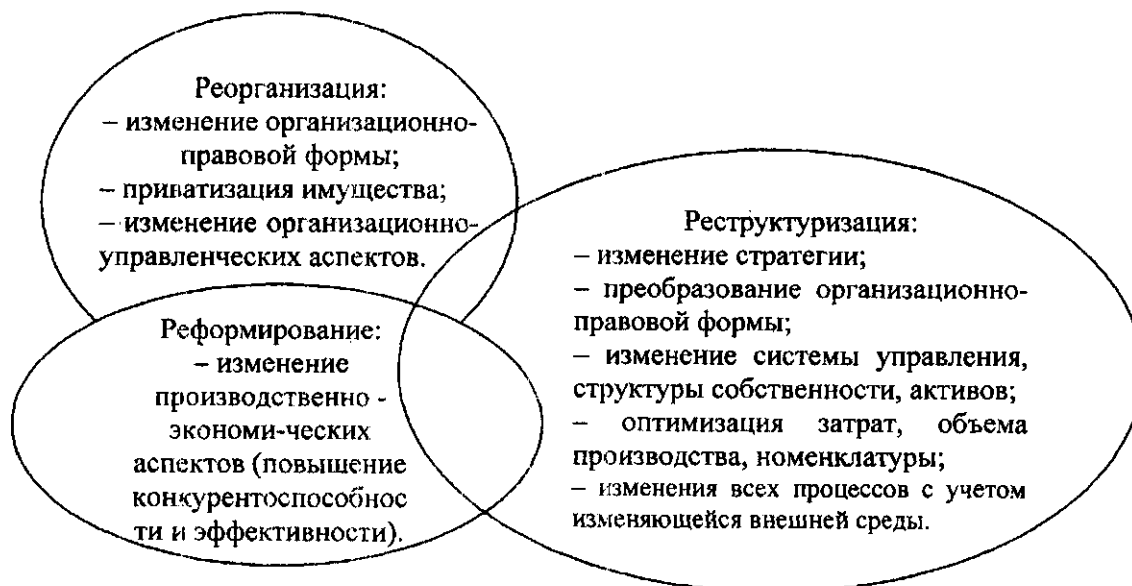 Реорганизация:
– изменение организационно-
правовой формы;
– приватизация имущества;
– изменение организационно-
управленческих аспектов.
Реформирование:
– изменение
производственно -
экономи-ческих
аспектов (повышение
конкурентоспособнос
ти и эффективности).
Реструктуризация:
– изменение стратегии;
– преобразование организационно-
правовой формы;
– изменение системы управления,
структуры собственности, активов;
– оптимизация затрат, объема
производства, номенклатуры;
– изменения всех процессов с учетом
изменяющейся внешней среды.